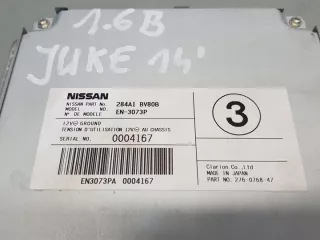 1.6B
JUKE 14'
NISSAN
NISSAN PART NO. 284A1 BV80B
MODEL. NO. EN-3073P
N° DE MODELE
12V⎓ GROUND
TENSION D'UTILISATION 12V⎓ AU CHASSIS
SERIAL NO. 0004167
EN3073PA 0004167
3
Clarion Co.,Ltd
MADE IN JAPAN
PART NO. 276-0768-47